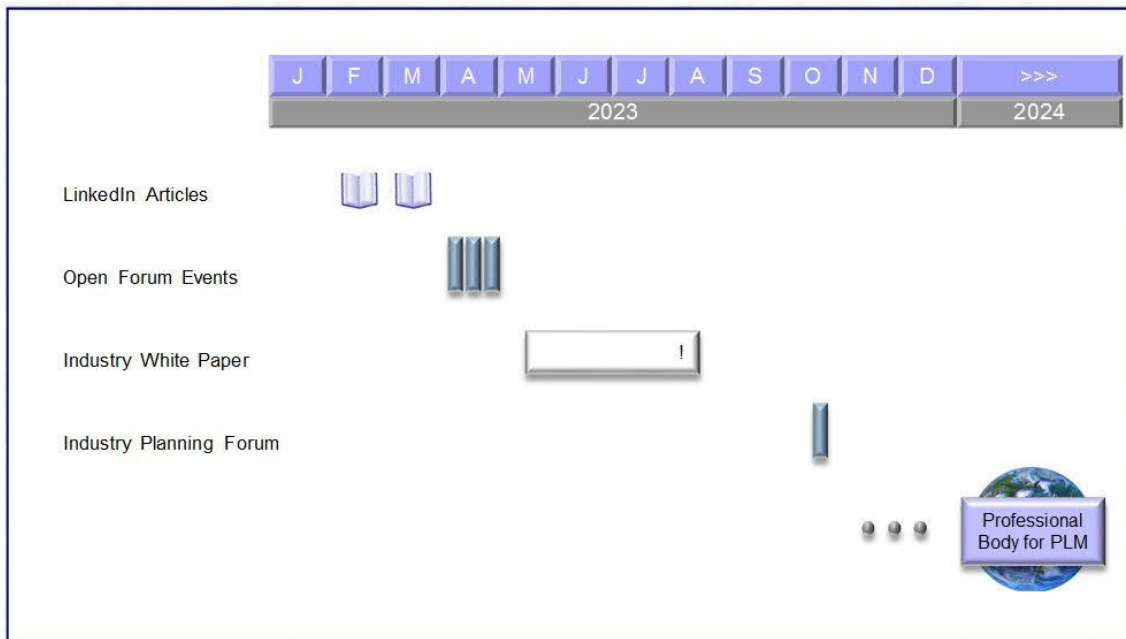 J F M A M J J A S O N D >>>
2023 2024
LinkedIn Articles
Open Forum Events
Industry White Paper !
Industry Planning Forum
Professional
Body for PLM